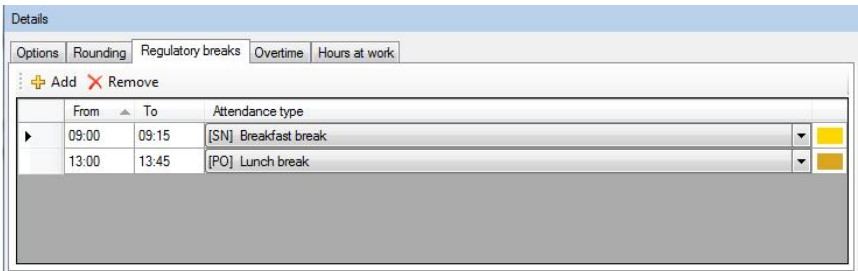 Details
Options Rounding Regulatory breaks Overtime Hours at work
Add Remove
From To Attendance type
09:00 09:15 [SN] Breakfast break
13:00 13:45 [PO] Lunch break